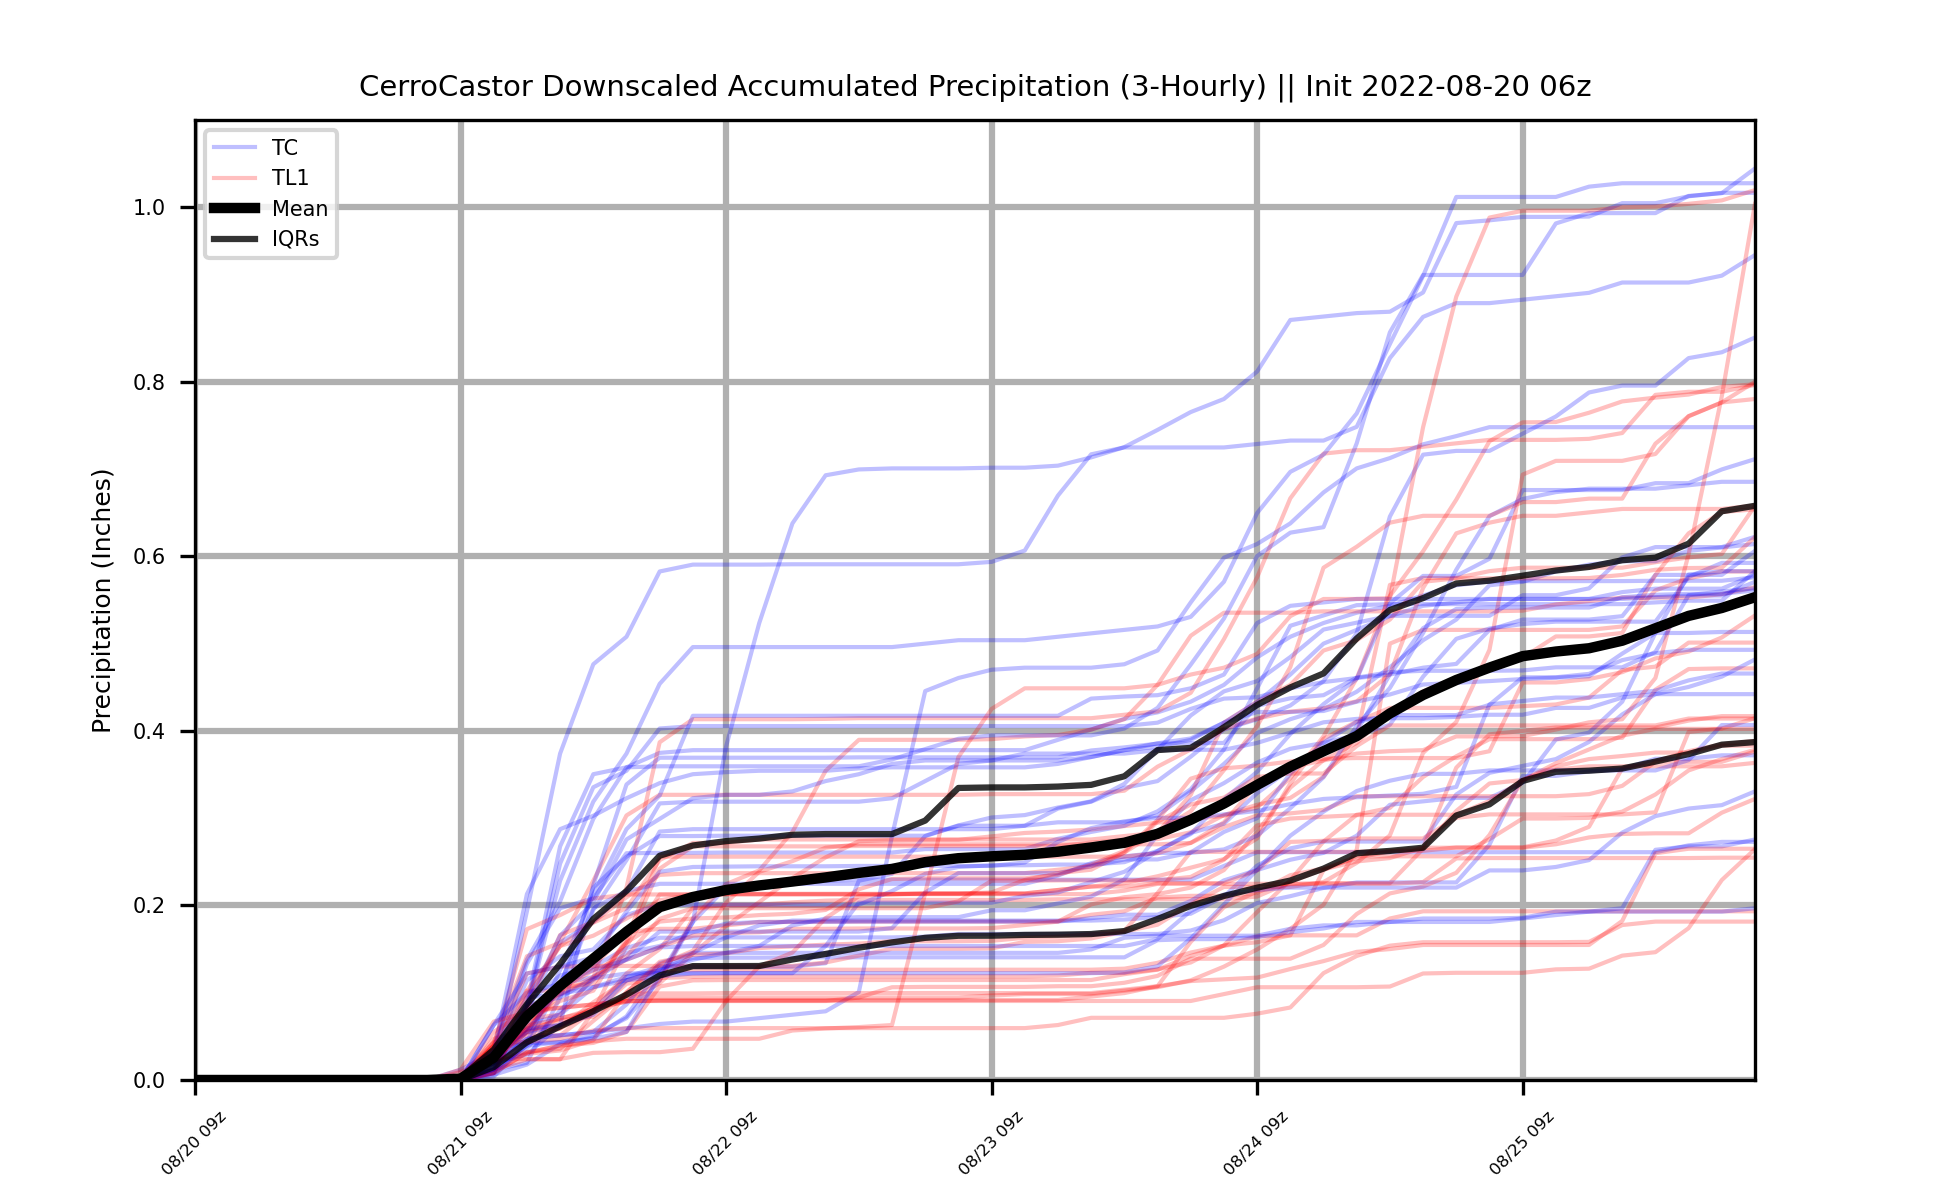 CerroCastor Downscaled Accumulated Precipitation (3-Hourly) || Init 2022-08-20 06z
TC
TL1
Mean
IQRs
Precipitation (Inches)
1.0
0.8
0.6
0.4
0.2
0.0
08/20 09z
08/21 09z
08/22 09z
08/23 09z
08/24 09z
08/25 09z